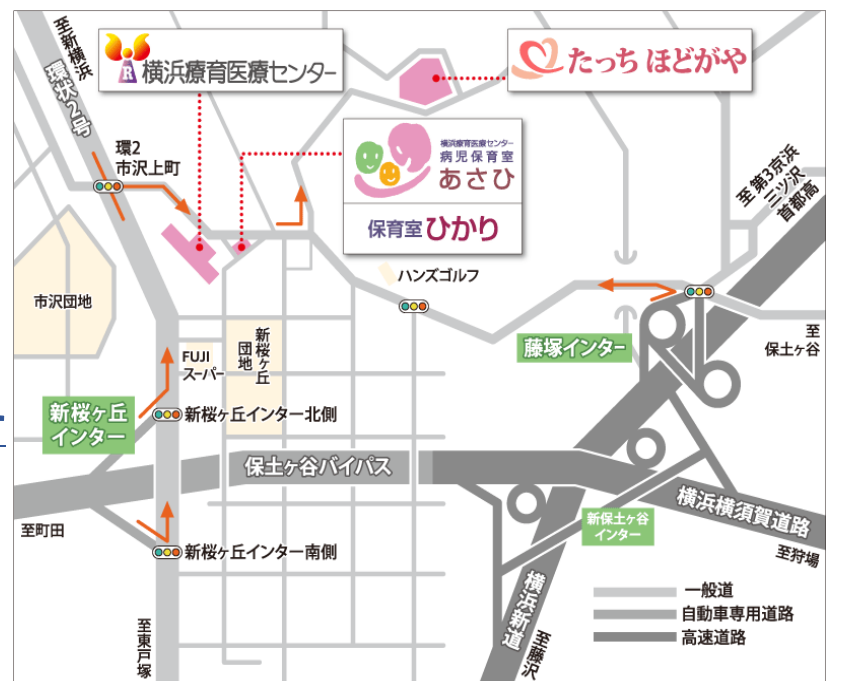 至新横浜
環状2号
R
横浜療育医療センター
たっち ほどがや
環2
市沢上町
横浜療育医療センター
病児保育室
あさひ
保育室ひかり
至 第3京浜
三ツ沢
首都高
市沢団地
ハンズゴルフ
FUJI
スーパー
新桜ヶ丘
団地
藤塚インター
至
保土ヶ谷
新桜ヶ丘
インター
新桜ヶ丘インター北側
保土ヶ谷バイパス
横浜横須賀道路
至町田
新保土ヶ谷
インター
至狩場
新桜ヶ丘インター南側
横浜新道
至藤沢
至東戸塚
一般道
自動車専用道路
高速道路